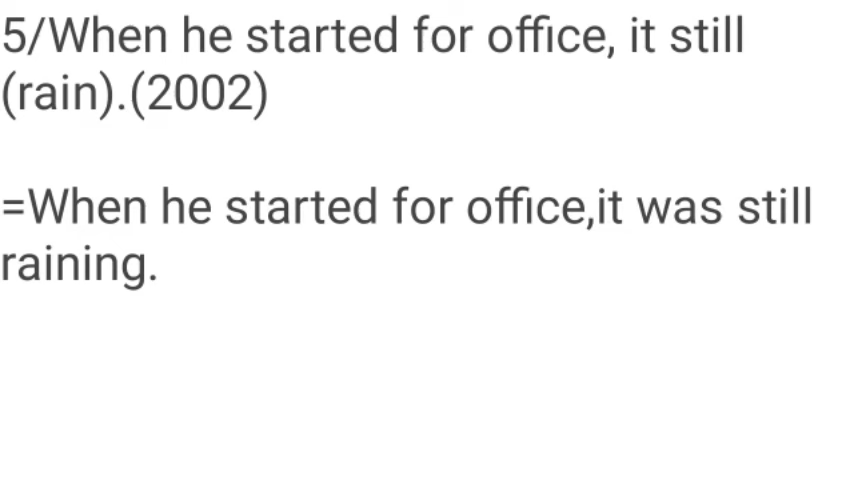 5/When he started for office, it still
(rain).(2002)
=When he started for office,it was still
raining.